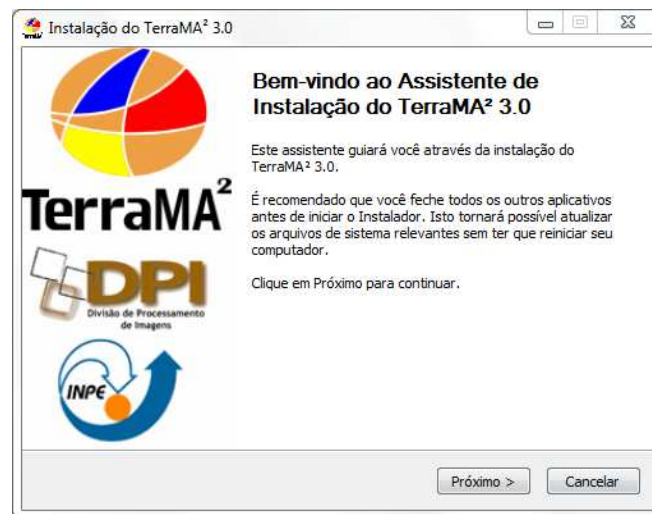 Instalação do TerraMA² 3.0
Bem-vindo ao Assistente de
Instalação do TerraMA² 3.0
Este assistente guiará você através da instalação do
TerraMA² 3.0.
É recomendado que você feche todos os outros aplicativos
antes de iniciar o Instalador. Isto tornará possível atualizar
os arquivos de sistema relevantes sem ter que reiniciar seu
computador.
Clique em Próximo para continuar.
TerraMA²
DPI
Divisão de Processamento
de Imagens
INPE
Próximo >
Cancelar